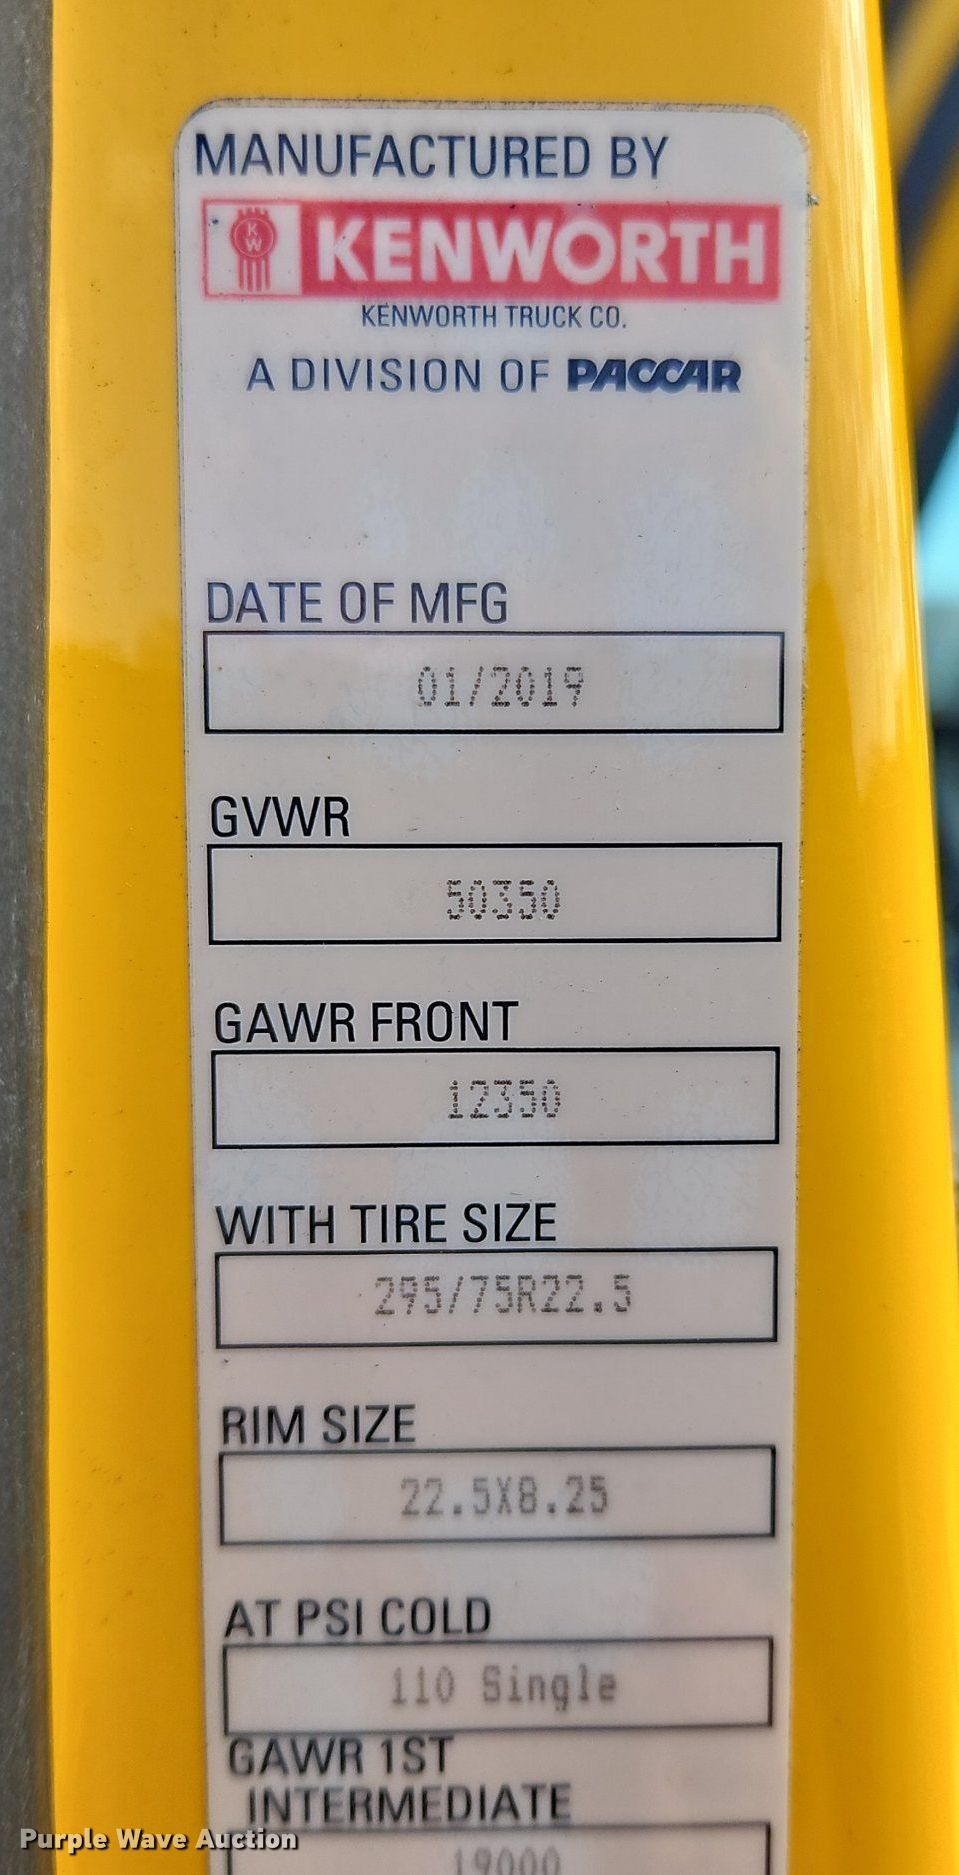 MANUFACTURED BY
KW KENWORTH
KENWORTH TRUCK CO.
A DIVISION OF PACCAR
DATE OF MFG
01/2019
GVWR
50350
GAWR FRONT
12350
WITH TIRE SIZE
295/75R22.5
RIM SIZE
22.5X8.25
AT PSI COLD
110 Single
GAWR 1ST
INTERMEDIATE
19000
Purple Wave Auction